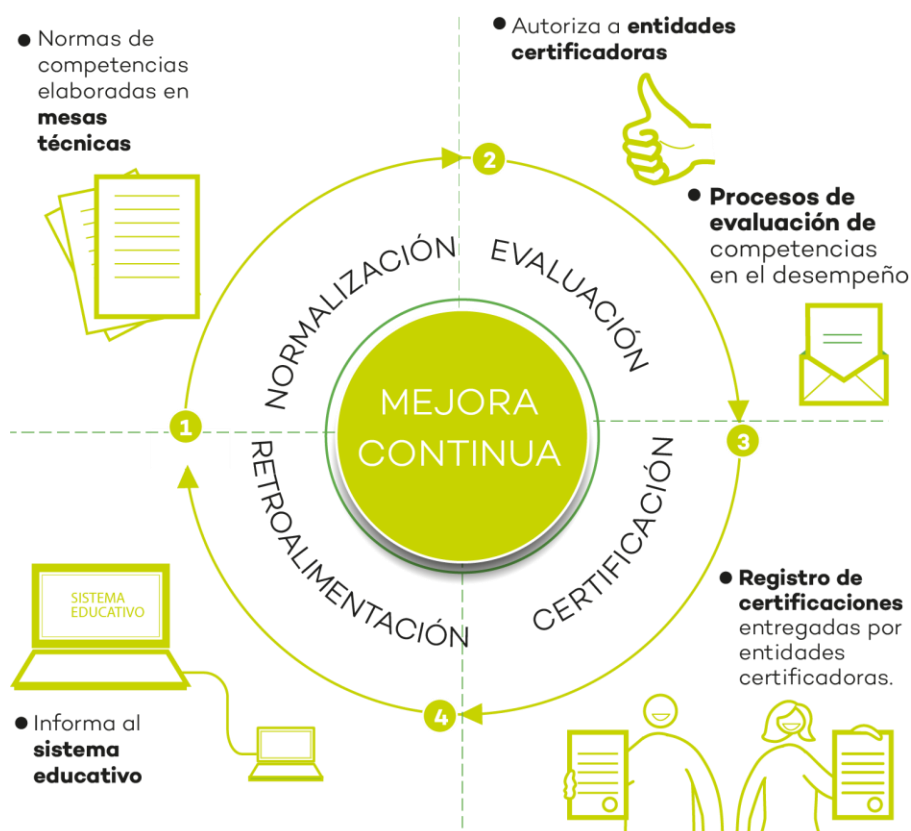 ● Normas de
competencias
elaboradas en
mesas
técnicas
● Autoriza a entidades
certificadoras
● Procesos de
evaluación de
competencias
en el desempeño
1
NORMALIZACIÓN
2
EVALUACIÓN
MEJORA
CONTINUA
3
CERTIFICACIÓN
● Registro de
certificaciones
entregadas por
entidades
certificadoras.
4
RETROALIMENTACIÓN
SISTEMA
EDUCATIVO
● Informa al
sistema
educativo